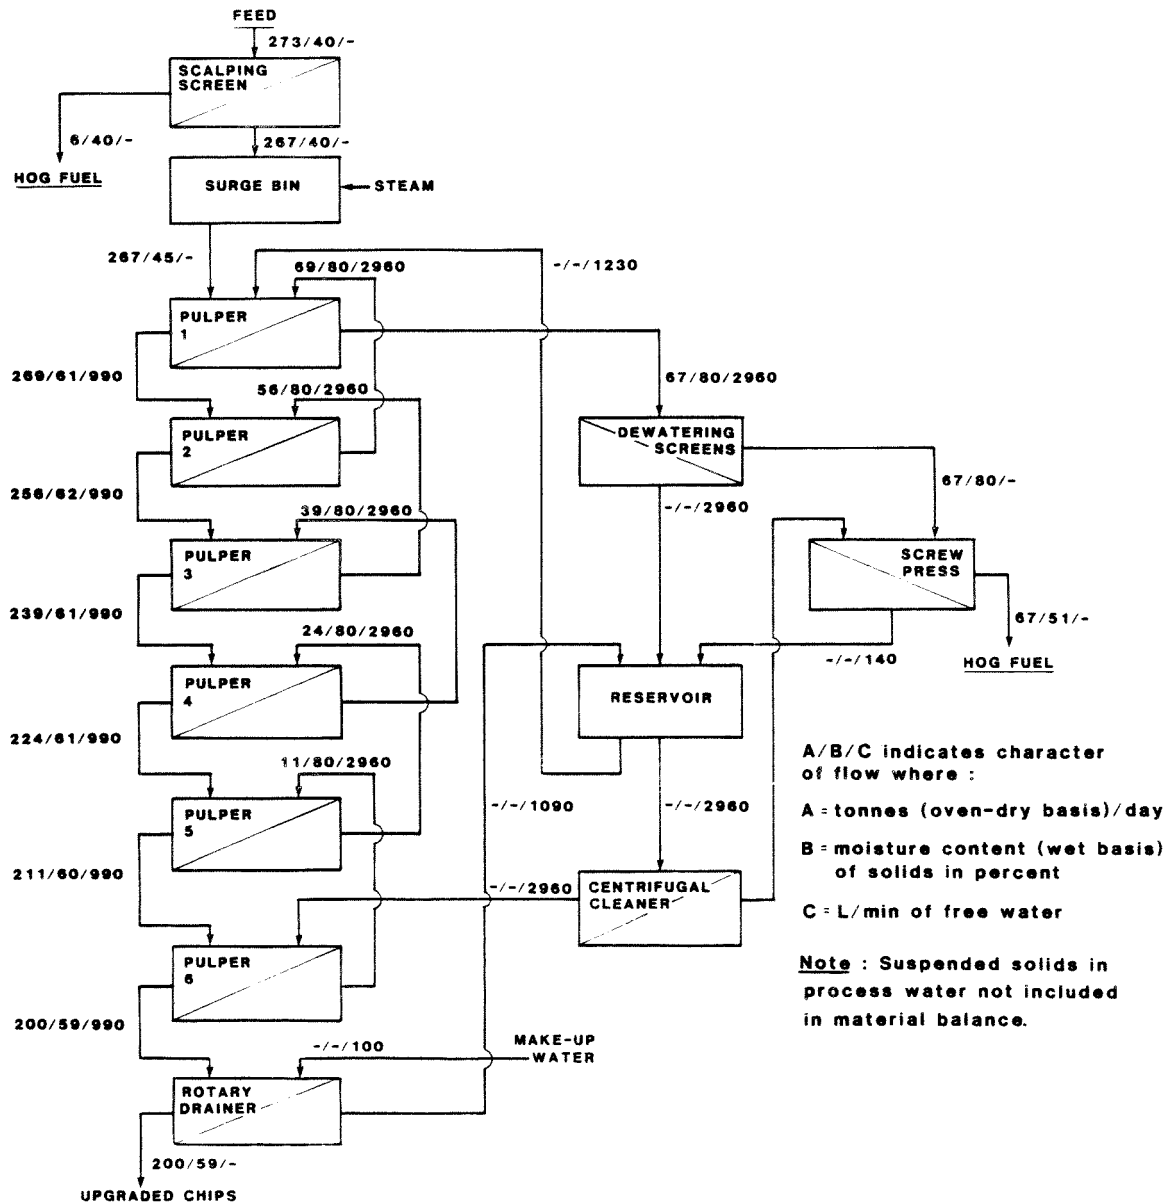 FEED
273/40/-
SCALPING
SCREEN
6/40/-
267/40/-
HOG FUEL
SURGE BIN
STEAM
267/45/-
69/80/2960
-/-/1230
PULPER
1
269/61/990
67/80/2960
56/80/2960
PULPER
2
DEWATERING
SCREENS
256/62/990
67/80/-
-/-/2960
39/80/2960
PULPER
3
SCREW
PRESS
239/61/990
67/51/-
24/80/2960
-/-/140
HOG FUEL
PULPER
4
RESERVOIR
224/61/990
11/80/2960
-/-/1090
-/-/2960
PULPER
5
211/60/990
-/-/2960
CENTRIFUGAL
CLEANER
PULPER
6
200/59/990
-/-/100
MAKE-UP
WATER
ROTARY
DRAINER
200/59/-
UPGRADED CHIPS
A/B/C indicates character
of flow where :
A = tonnes (oven-dry basis)/day
B = moisture content (wet basis)
of solids in percent
C = L/min of free water
Note : Suspended solids in
process water not included
in material balance.